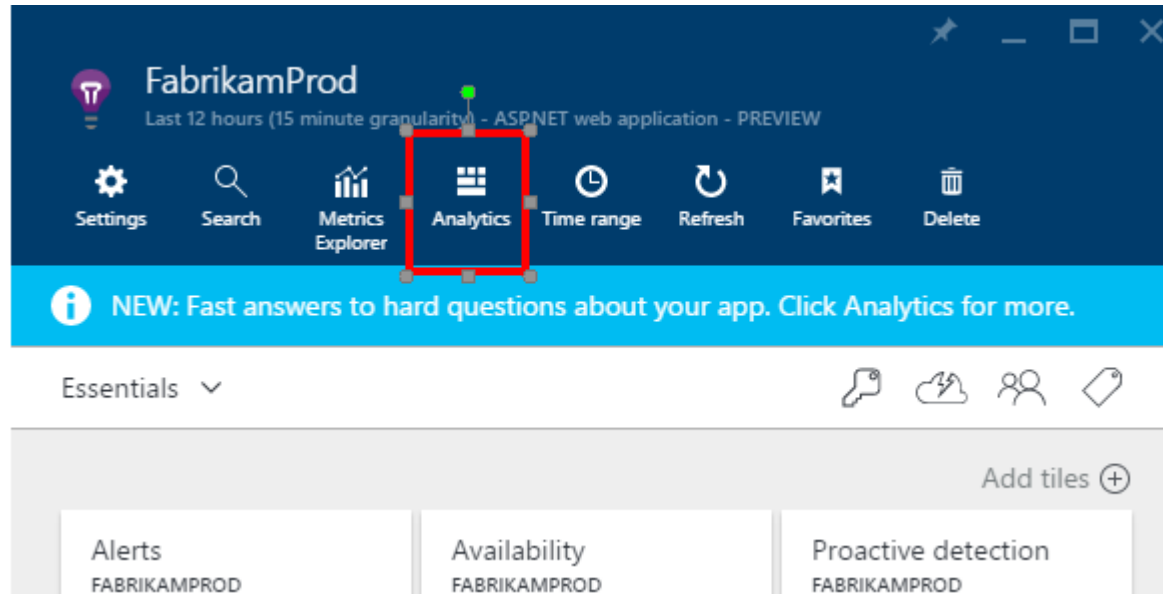 FabrikamProd
Last 12 hours (15 minute granularity) - ASP.NET web application - PREVIEW
Settings
Search
Metrics
Explorer
Analytics
Time range
Refresh
Favorites
Delete
NEW: Fast answers to hard questions about your app. Click Analytics for more.
Essentials
Add tiles
Alerts
FABRIKAMPROD
Availability
FABRIKAMPROD
Proactive detection
FABRIKAMPROD